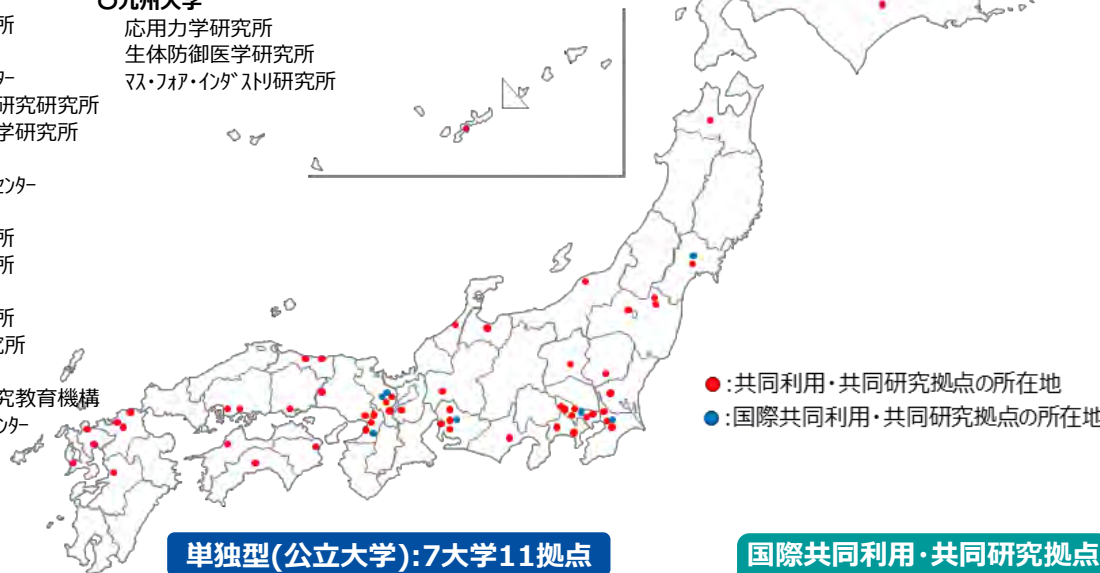 〇九州大学
応用力学研究所
生体防御医学研究所
マス・フォア・インダストリ研究所
所
ター
研究研究所
学研究所
センター
所
所
所
究所
究教育機構
ンター
●:共同利用・共同研究拠点の所在地
●:国際共同利用・共同研究拠点の所在地
単独型(公立大学):7大学11拠点
国際共同利用・共同研究拠点